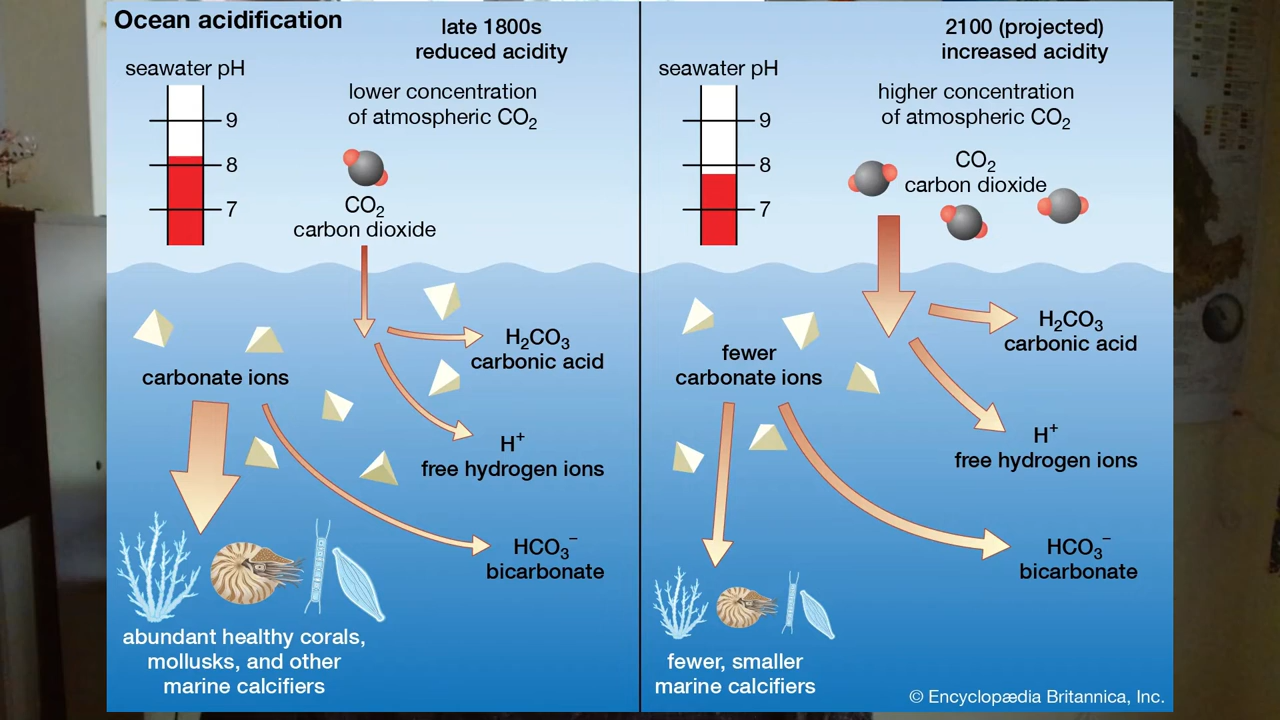 Ocean acidification
late 1800s
reduced acidity
seawater pH
9
8
7
lower concentration
of atmospheric CO₂
CO₂
carbon dioxide
H₂CO₃
carbonic acid
carbonate ions
H⁺
free hydrogen ions
HCO₃⁻
bicarbonate
abundant healthy corals,
mollusks, and other
marine calcifiers
2100 (projected)
increased acidity
seawater pH
9
8
7
higher concentration
of atmospheric CO₂
CO₂
carbon dioxide
H₂CO₃
carbonic acid
fewer
carbonate ions
H⁺
free hydrogen ions
HCO₃⁻
bicarbonate
fewer, smaller
marine calcifiers
© Encyclopædia Britannica, Inc.